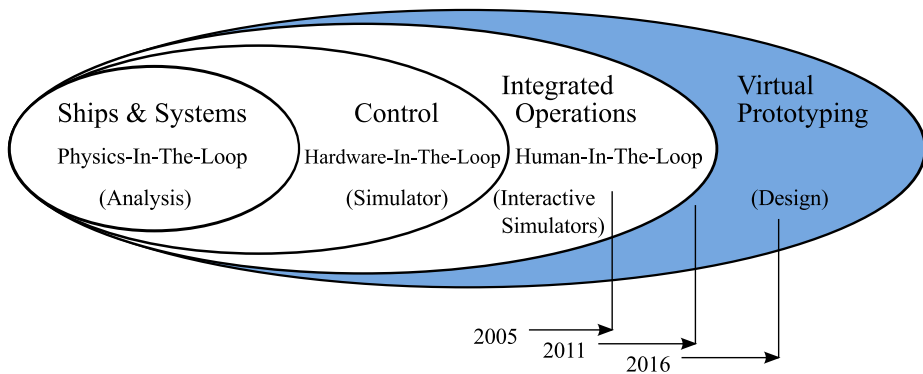 Ships & Systems
Physics-In-The-Loop
(Analysis)
Control
Hardware-In-The-Loop
(Simulator)
Integrated
Operations
Human-In-The-Loop
(Interactive
Simulators)
Virtual
Prototyping
(Design)
2005
2011
2016